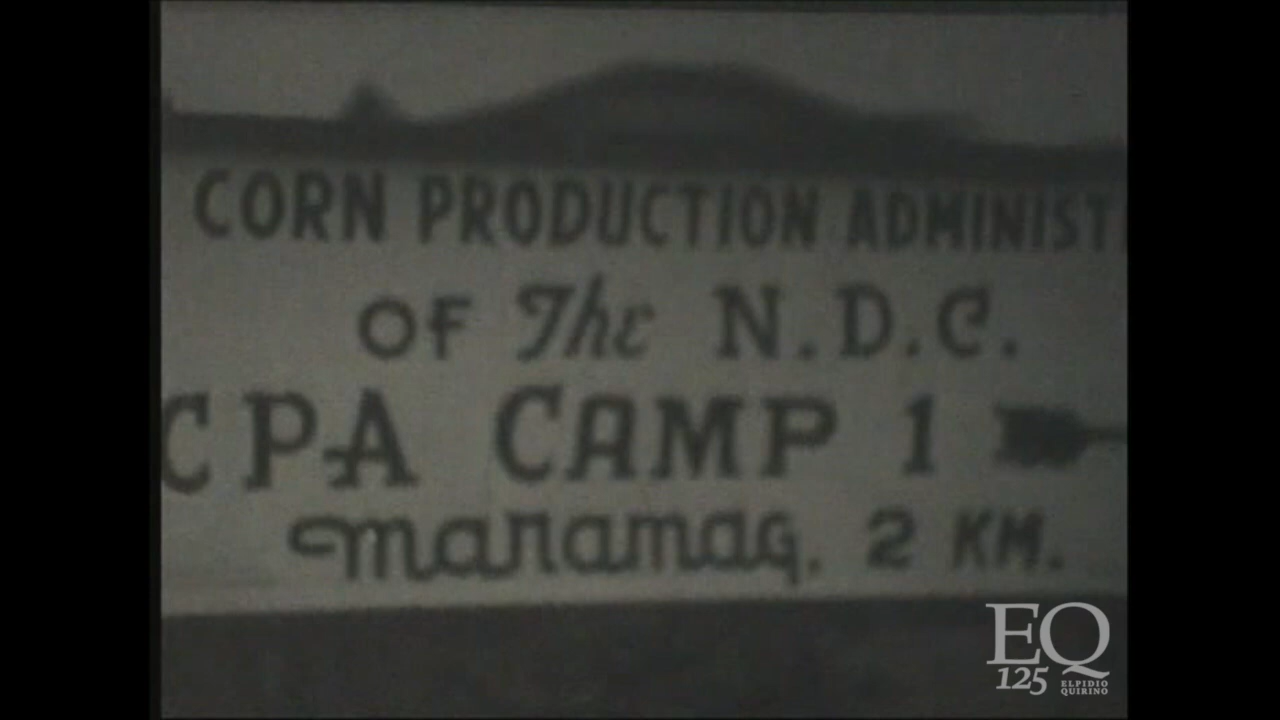 CORN PRODUCTION ADMINIST
OF The N.D.C.
CPA CAMP 1
Maramag, 2 KM.
EQ
125 ELPIDIO
QUIRINO